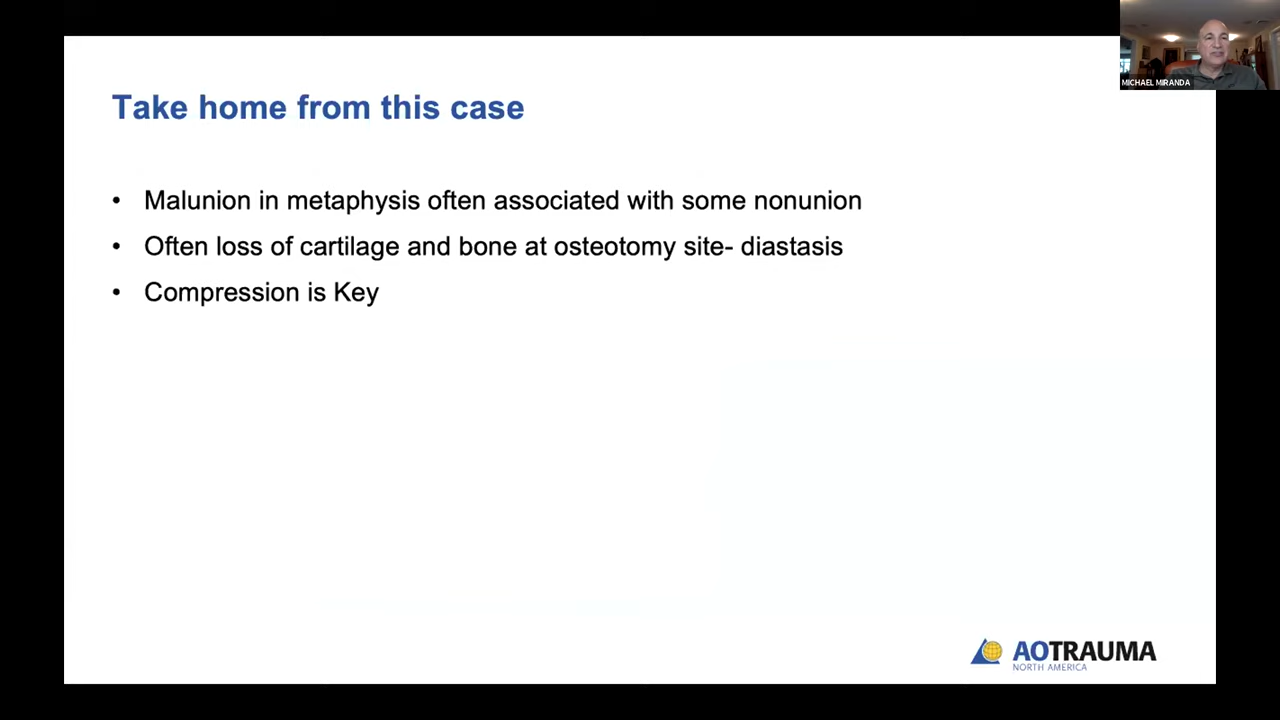 MICHAEL MIRANDA
Take home from this case
• Malunion in metaphysis often associated with some nonunion
• Often loss of cartilage and bone at osteotomy site- diastasis
• Compression is Key
AOTRAUMA
NORTH AMERICA